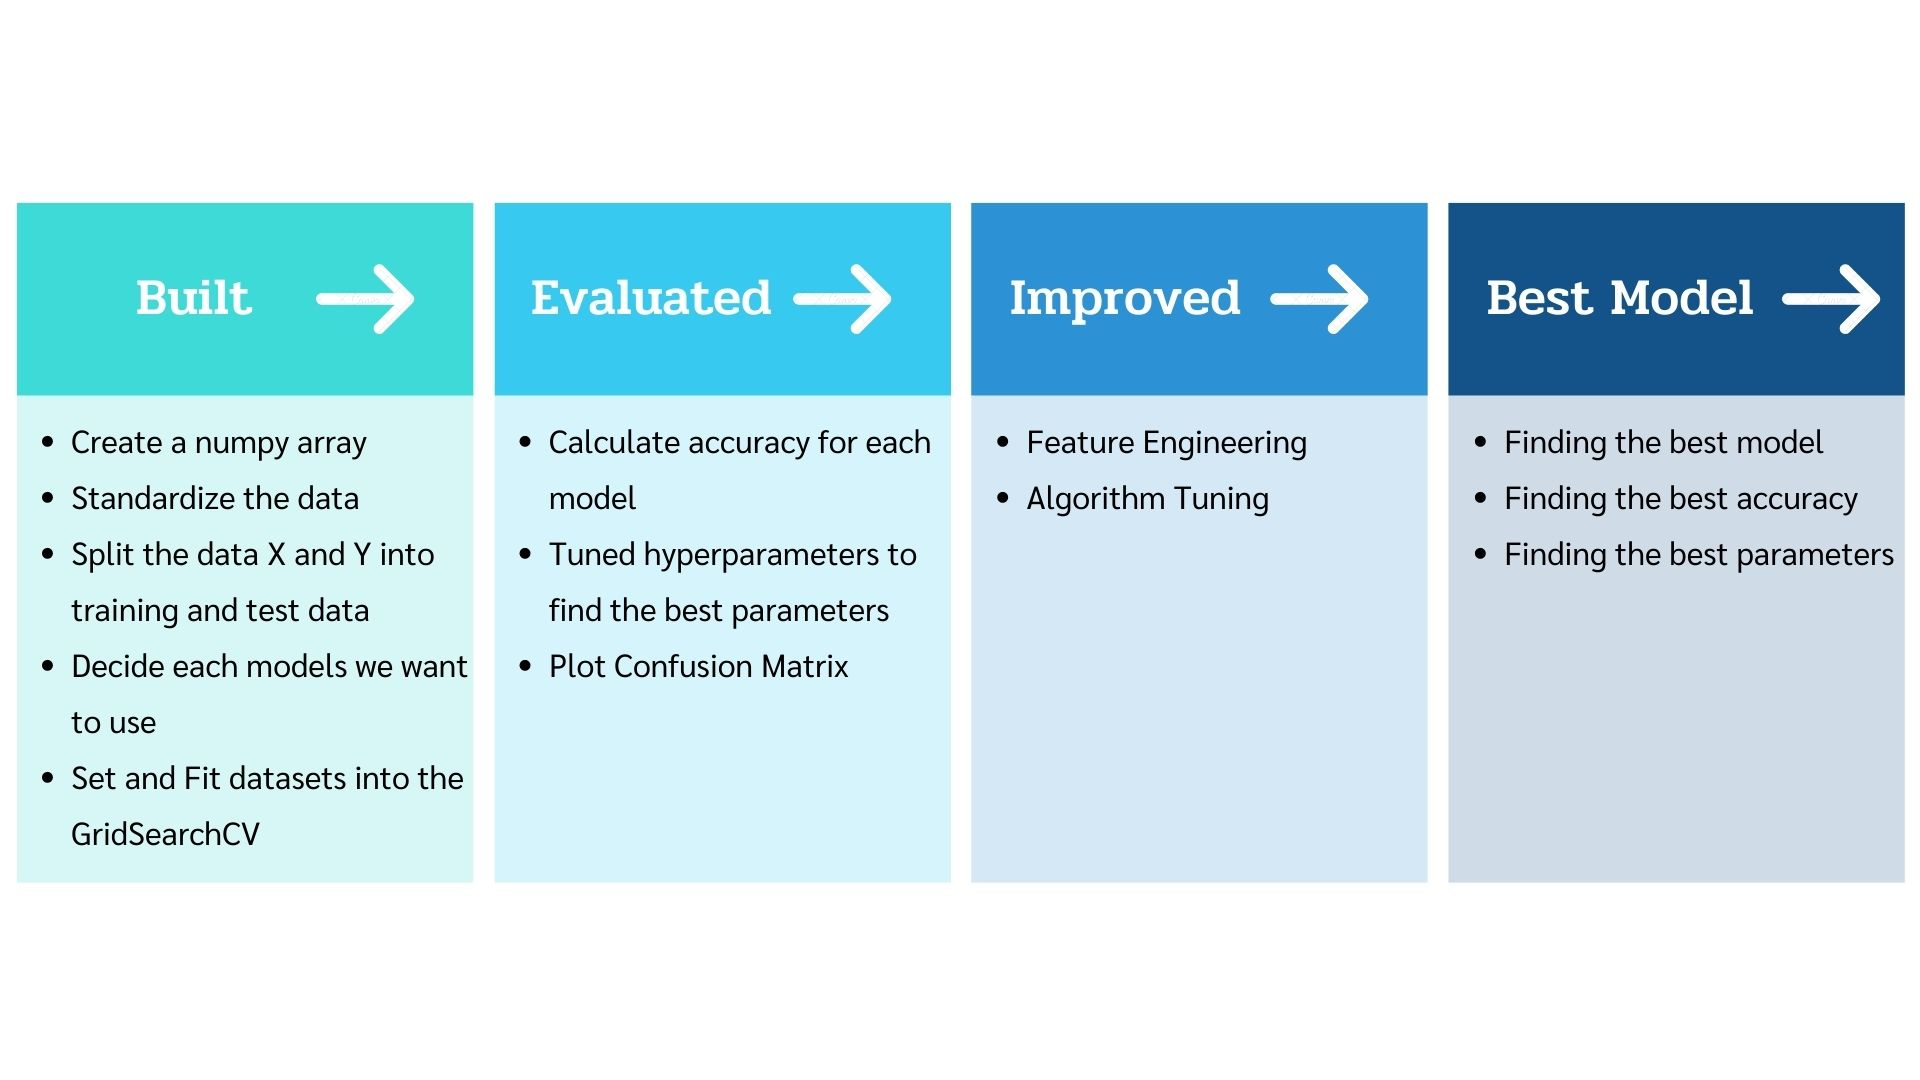 Built
Create a numpy array
Standardize the data
Split the data X and Y into
training and test data
Decide each models we want
to use
Set and Fit datasets into the
GridSearchCV
Evaluated
Calculate accuracy for each
model
Tuned hyperparameters to
find the best parameters
Plot Confusion Matrix
Improved
Feature Engineering
Algorithm Tuning
Best Model
Finding the best model
Finding the best accuracy
Finding the best parameters